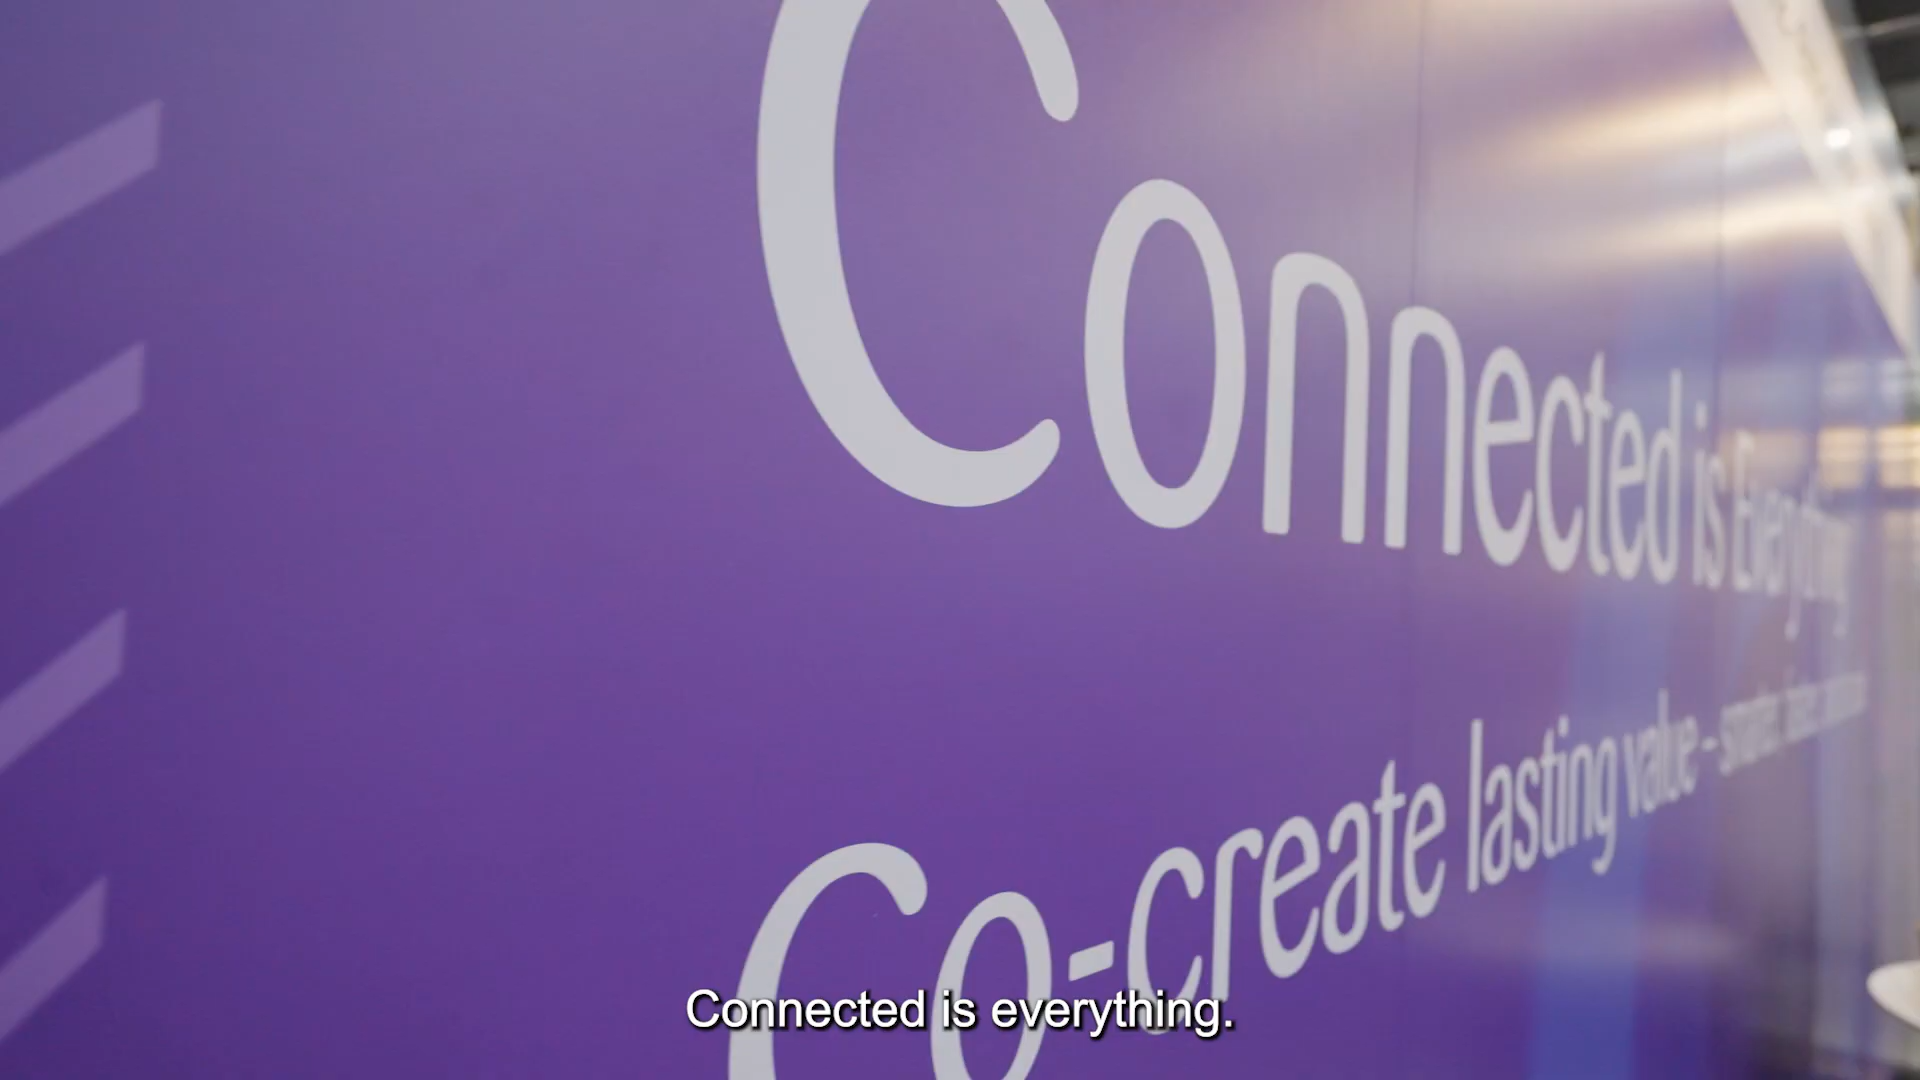 Connected is Everything
Co-create lasting value –
Connected is everything.